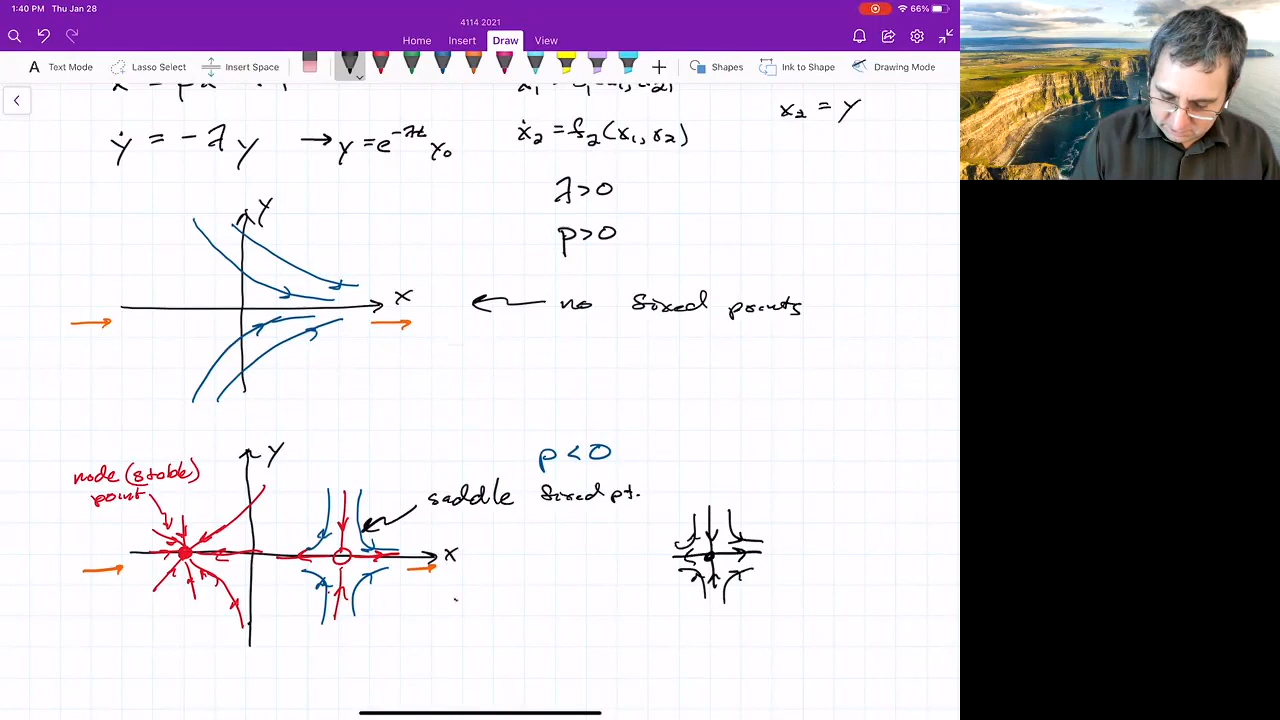 1:40 PM Thu Jan 28
66%
4114 2021
Home Insert Draw View
Text Mode Lasso Select Insert Space Shapes Ink to Shape Drawing Mode
x₂ = y
ẏ = -λy → y = e^{-λt} y₀
ẋ₂ = f₂(x₁, x₂)
λ > 0
p > 0
y
x
no fixed points
y
p < 0
node (stable) point
saddle fixed pt.
x